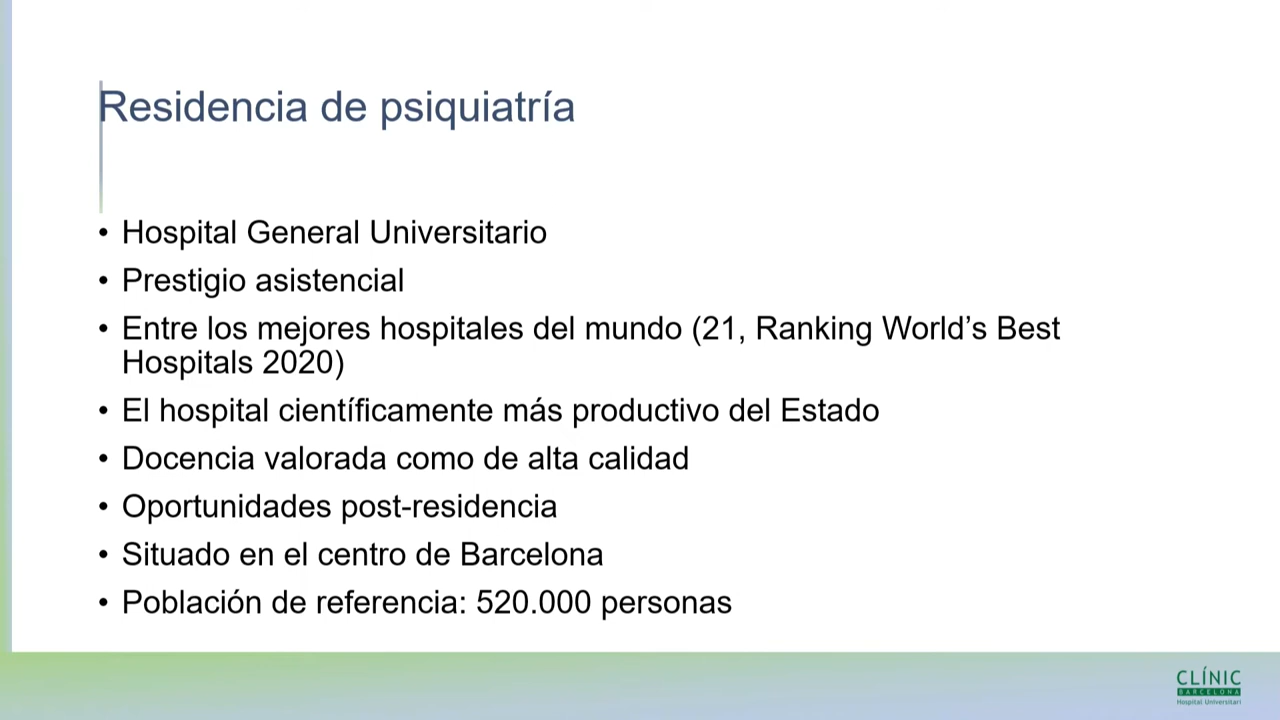 Residencia de psiquiatría
• Hospital General Universitario
• Prestigio asistencial
• Entre los mejores hospitales del mundo (21, Ranking World’s Best
Hospitals 2020)
• El hospital científicamente más productivo del Estado
• Docencia valorada como de alta calidad
• Oportunidades post-residencia
• Situado en el centro de Barcelona
• Población de referencia: 520.000 personas
CLÍNIC
BARCELONA
Hospital Universitari